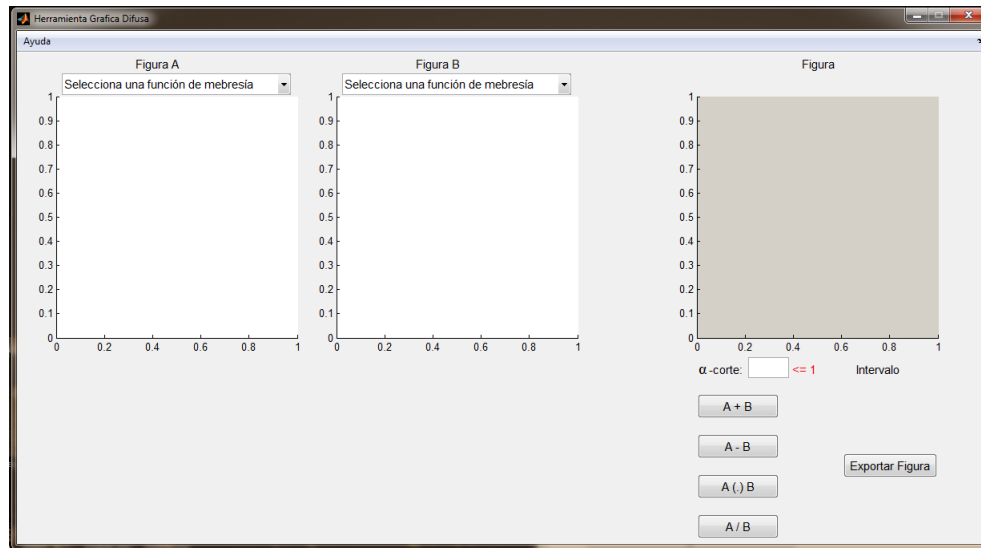 Herramienta Grafica Difusa
Ayuda
Figura A
Selecciona una función de mebresía
1
0.9
0.8
0.7
0.6
0.5
0.4
0.3
0.2
0.1
0
0 0.2 0.4 0.6 0.8 1
Figura B
Selecciona una función de mebresía
1
0.9
0.8
0.7
0.6
0.5
0.4
0.3
0.2
0.1
0
0 0.2 0.4 0.6 0.8 1
Figura
1
0.9
0.8
0.7
0.6
0.5
0.4
0.3
0.2
0.1
0
0 0.2 0.4 0.6 0.8 1
α-corte: <= 1 Intervalo
A + B
A - B
A (.) B
A / B
Exportar Figura